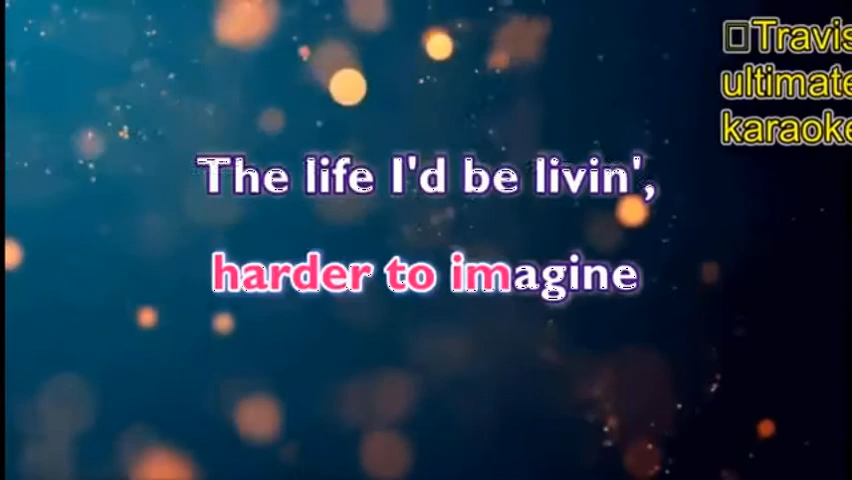 The life I'd be livin',
harder to imagine
Travis
ultimate
karaoke